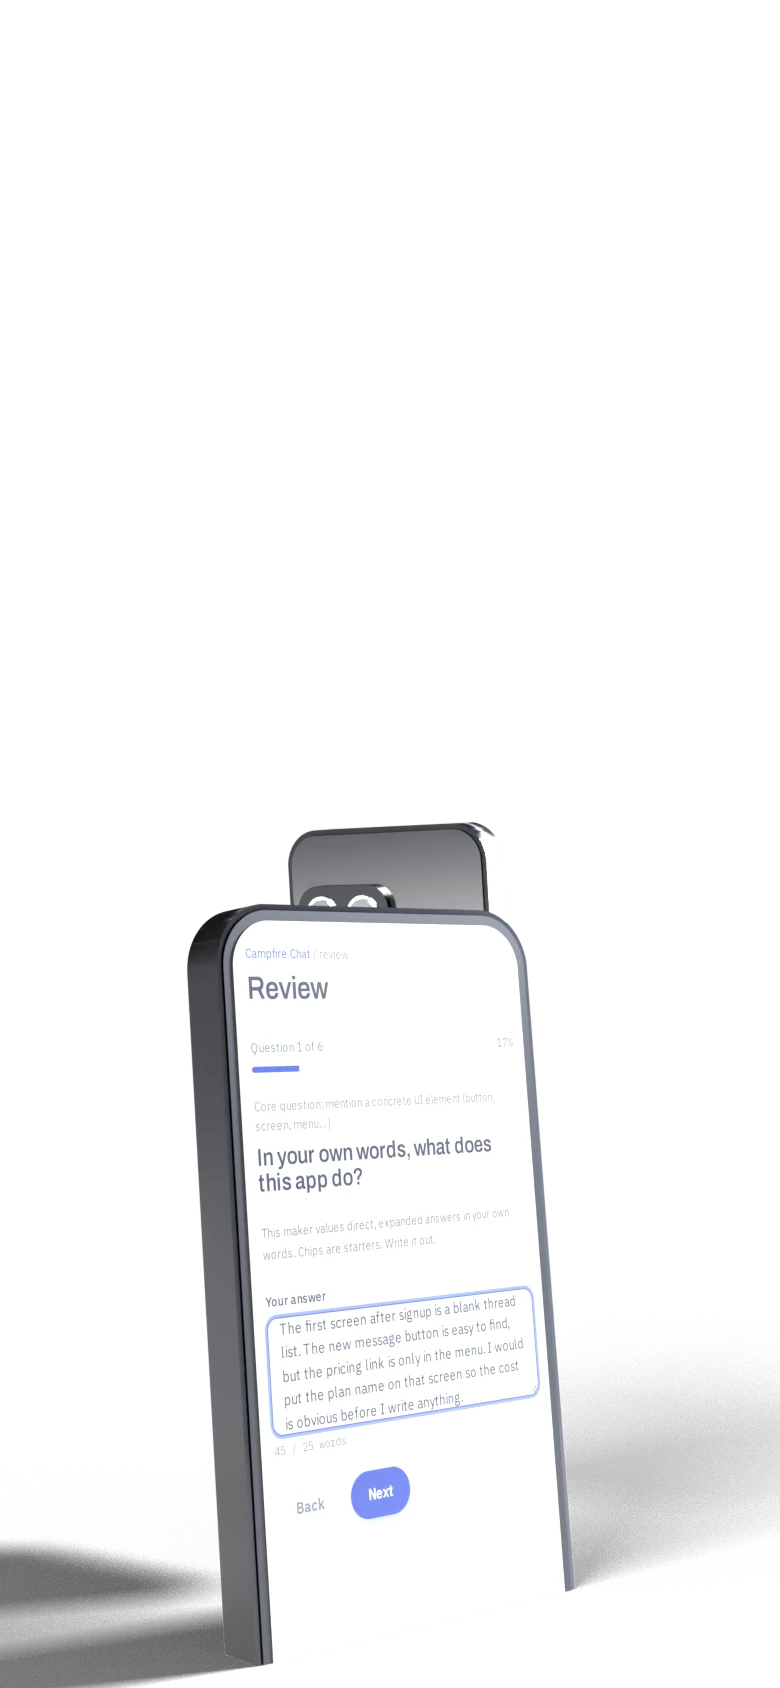 Campfire Chat / review
Review
Question 1 of 6
17%
Core question: mention a concrete UI element (button,
screen, menu...)
In your own words, what does
this app do?
This maker values direct, expanded answers in your own
words. Chips are starters. Write it out.
Your answer
The first screen after signup is a blank thread
list. The new message button is easy to find,
but the pricing link is only in the menu. I would
put the plan name on that screen so the cost
is obvious before I write anything.
45 / 25 words
Back
Next